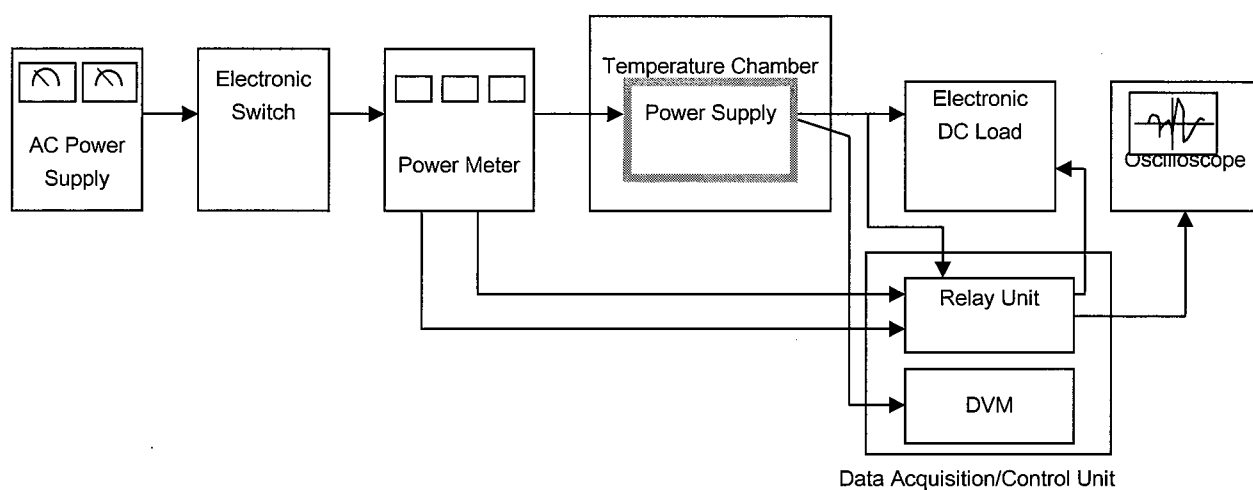 AC Power
Supply
Electronic
Switch
Power Meter
Temperature Chamber
Power Supply
Electronic
DC Load
Oscilloscope
Relay Unit
DVM
Data Acquisition/Control Unit